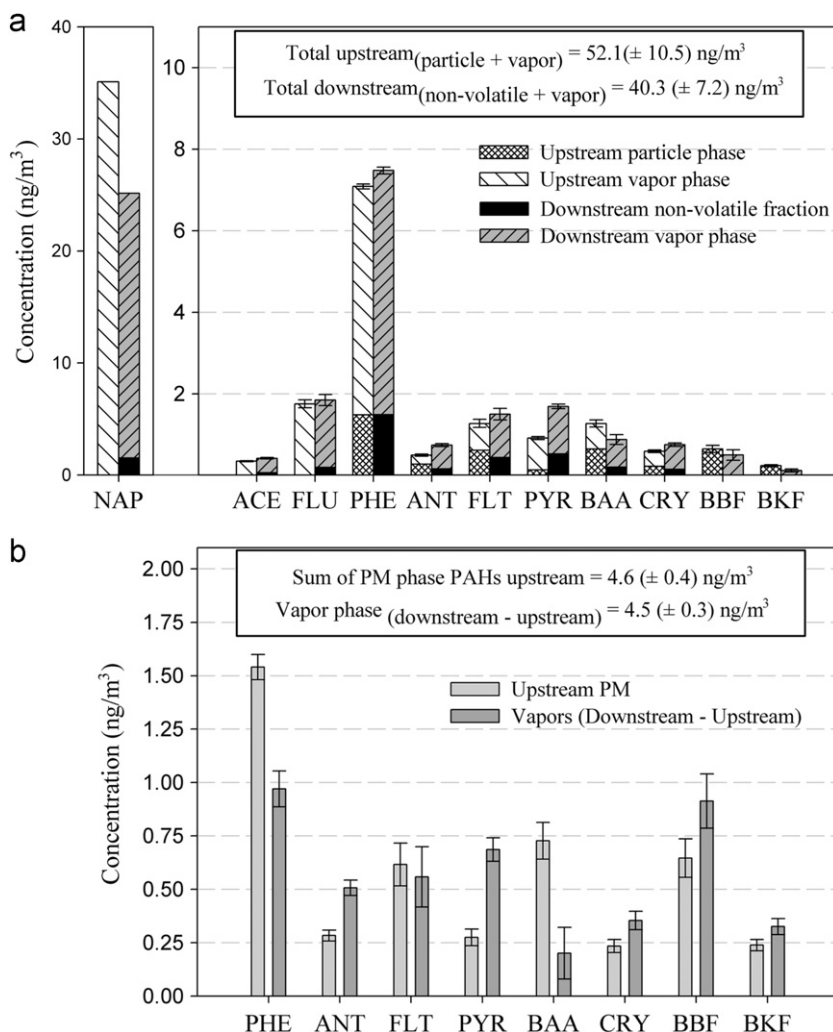 a
Concentration (ng/m³)
40
30
20
10
0
NAP
10
8
6
4
2
0
Total upstream(particle + vapor) = 52.1(± 10.5) ng/m³
Total downstream(non-volatile + vapor) = 40.3 (± 7.2) ng/m³
Upstream particle phase
Upstream vapor phase
Downstream non-volatile fraction
Downstream vapor phase
ACE FLU PHE ANT FLT PYR BAA CRY BBF BKF
b
Concentration (ng/m³)
2.00
1.75
1.50
1.25
1.00
0.75
0.50
0.25
0.00
Sum of PM phase PAHs upstream = 4.6 (± 0.4) ng/m³
Vapor phase (downstream - upstream) = 4.5 (± 0.3) ng/m³
Upstream PM
Vapors (Downstream - Upstream)
PHE ANT FLT PYR BAA CRY BBF BKF